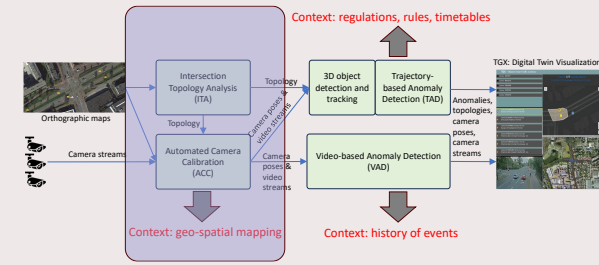 Context: regulations, rules, timetables
TGX: Digital Twin Visualization
Intersection
Topology Analysis
(ITA)
Topology
3D object
detection and
tracking
Trajectory-
based Anomaly
Detection (TAD)
Orthographic maps
Topology
Camera poses &
video streams
Anomalies,
topologies,
camera
poses,
camera
streams
Camera streams
Automated Camera
Calibration
(ACC)
Camera
poses &
video
streams
Video-based Anomaly Detection
(VAD)
Context: geo-spatial mapping
Context: history of events